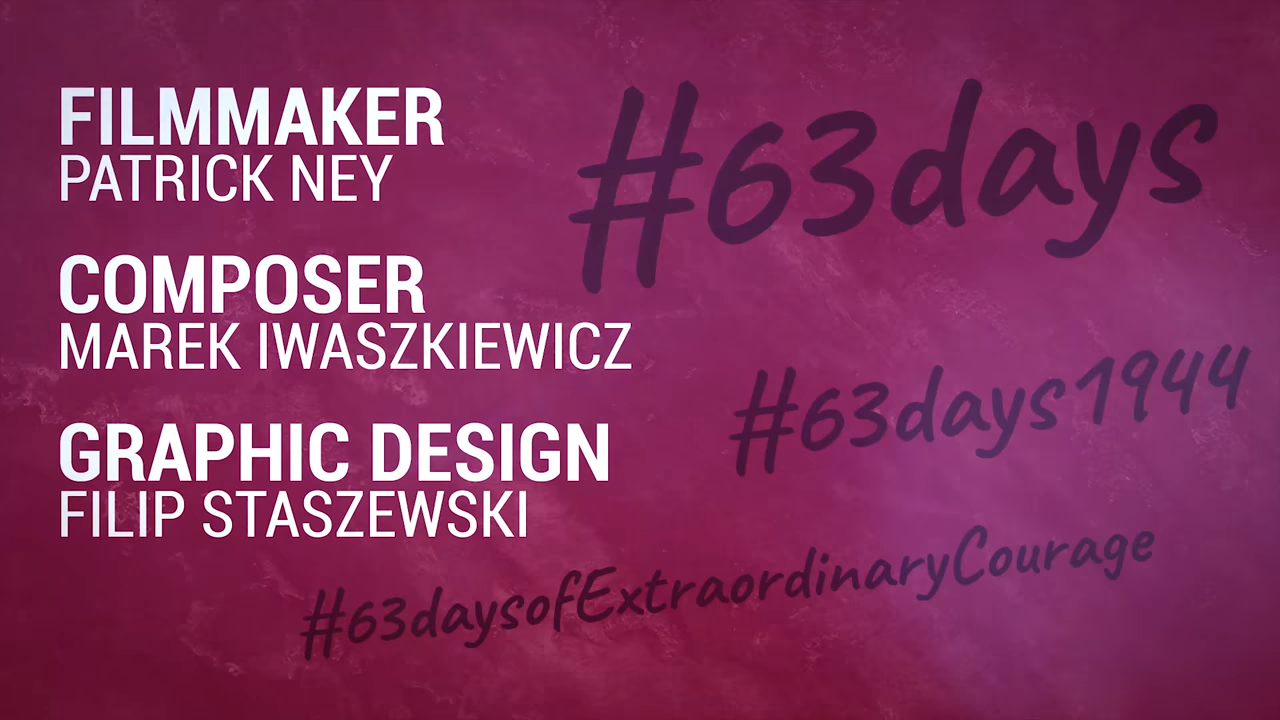 FILMMAKER
PATRICK NEY
COMPOSER
MAREK IWASZKIEWICZ
GRAPHIC DESIGN
FILIP STASZEWSKI
#63days
#63days1944
#63daysofExtraordinaryCourage